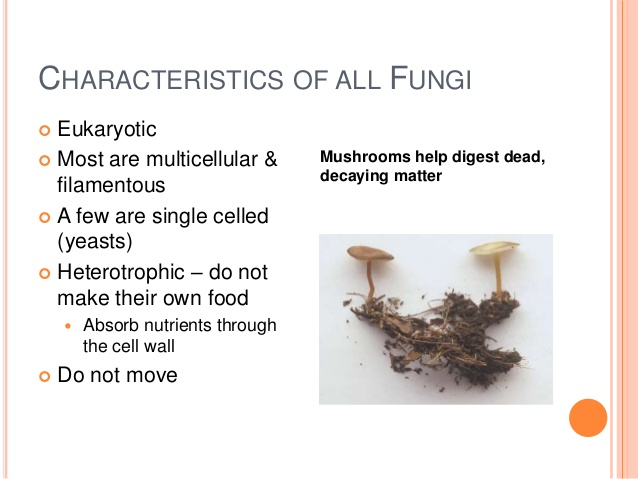 CHARACTERISTICS OF ALL FUNGI
Eukaryotic
Most are multicellular &
filamentous
A few are single celled
(yeasts)
Heterotrophic – do not
make their own food
Absorb nutrients through
the cell wall
Do not move
Mushrooms help digest dead,
decaying matter